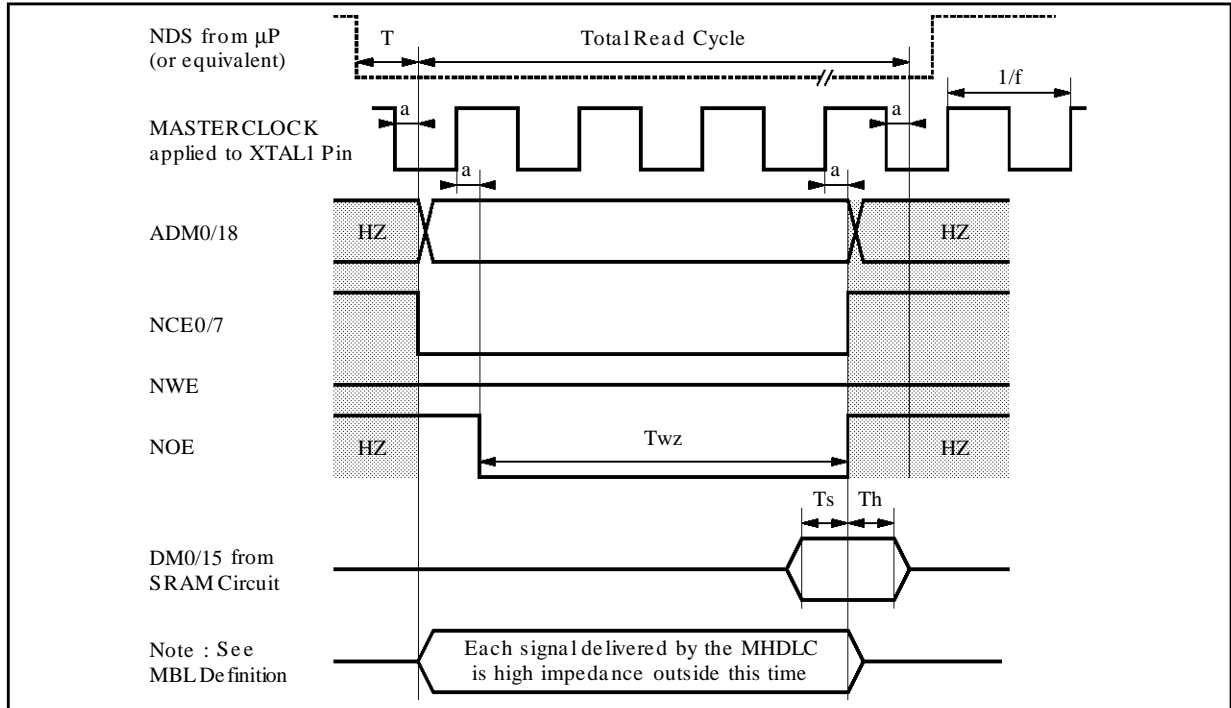 NDS from µP
(or equivalent)
T
Total Read Cycle
1/f
MASTERCLOCK
applied to XTAL1 Pin
a
a
a
a
ADM0/18
HZ
HZ
NCE0/7
NWE
NOE
HZ
Twz
HZ
Ts
Th
DM0/15 from
SRAM Circuit
Note : See
MBL Definition
Each signal delivered by the MHDLC
is high impedance outside this time